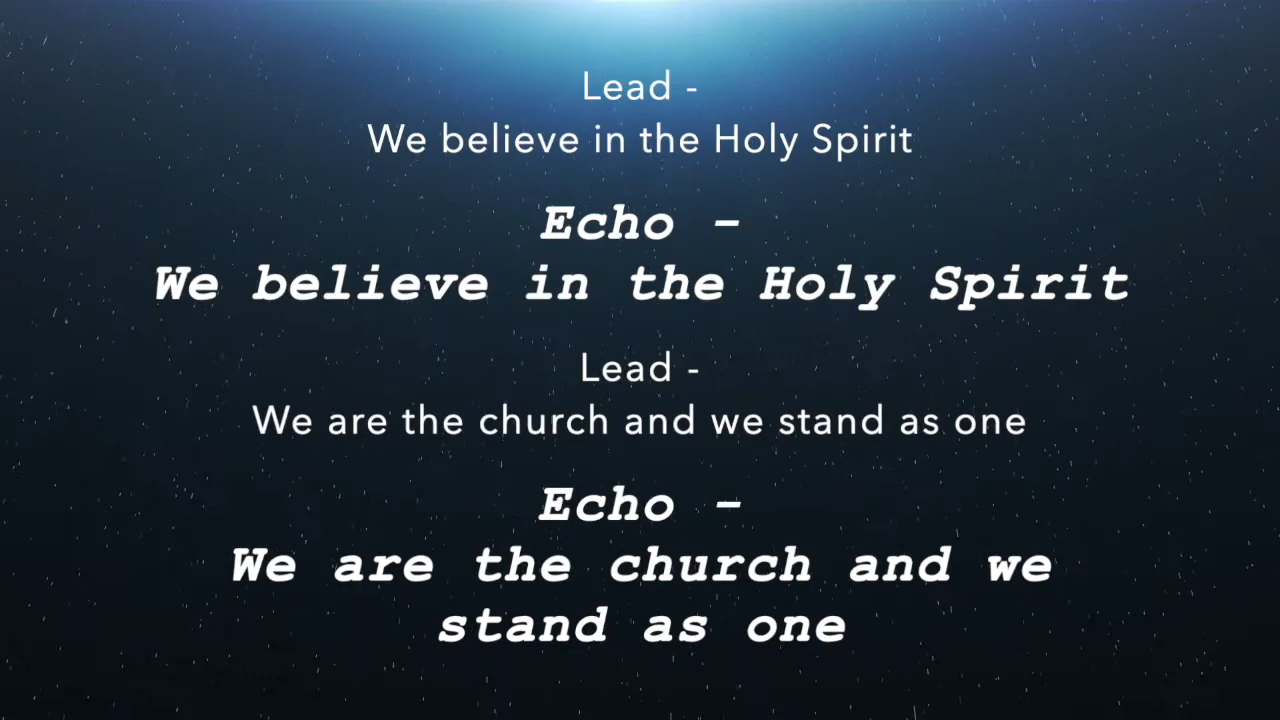 Lead -
We believe in the Holy Spirit
Echo -
We believe in the Holy Spirit
Lead -
We are the church and we stand as one
Echo -
We are the church and we
stand as one